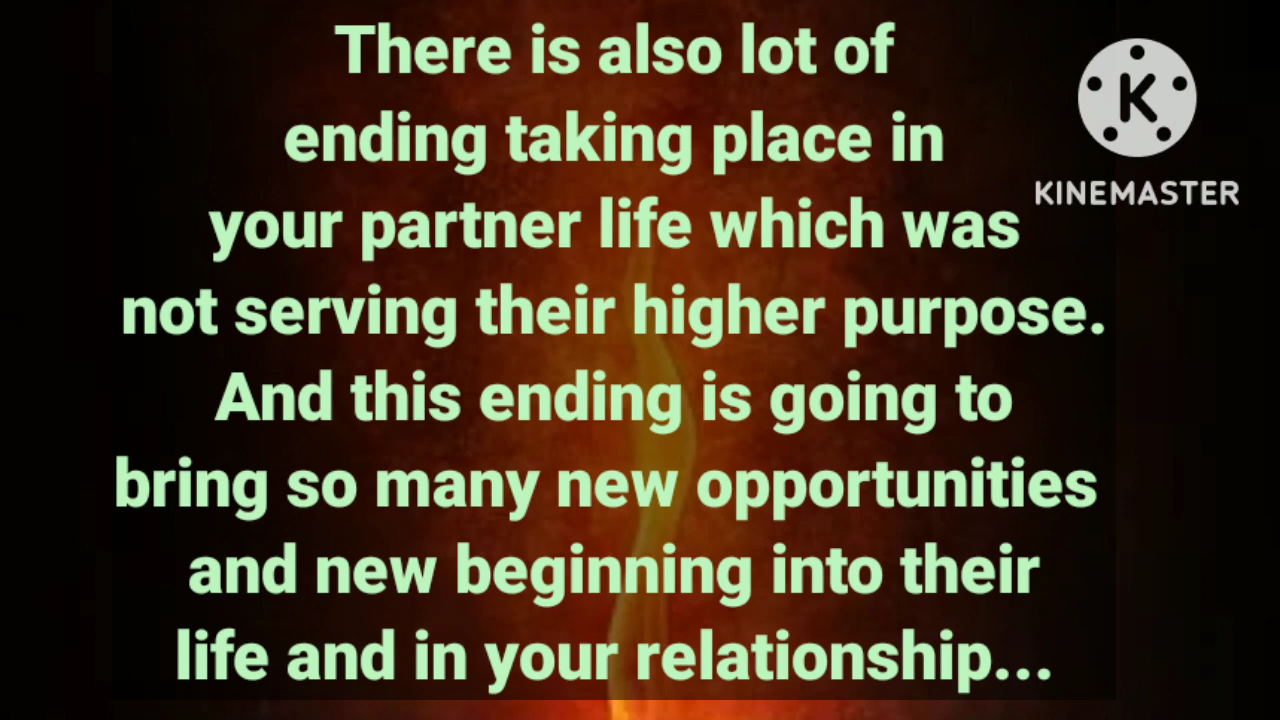 There is also lot of
ending taking place in
your partner life which was
not serving their higher purpose.
And this ending is going to
bring so many new opportunities
and new beginning into their
life and in your relationship...
K
KINEMASTER